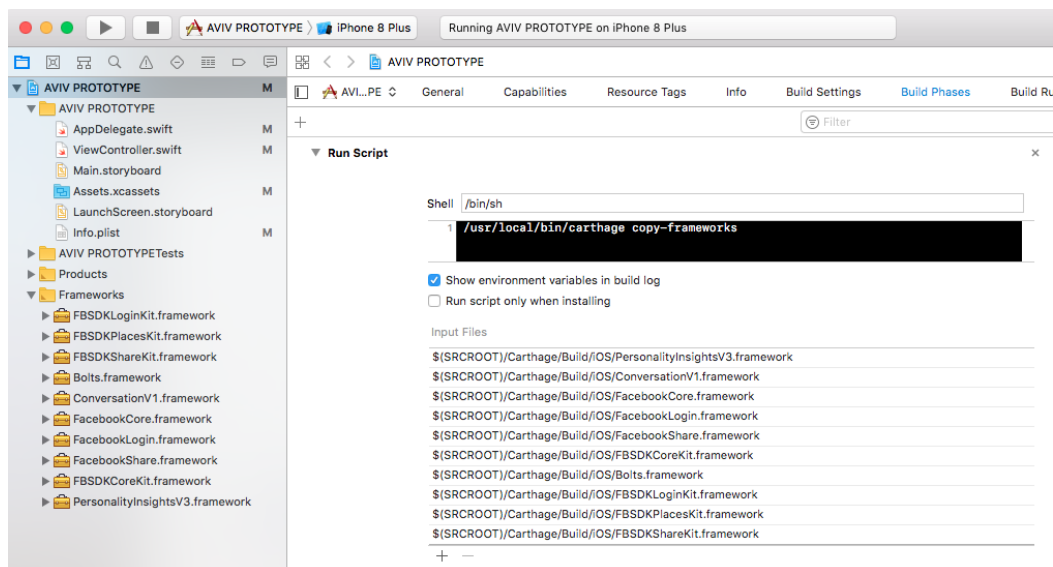 AVIV PROTOTYPE
iPhone 8 Plus
Running AVIV PROTOTYPE on iPhone 8 Plus
AVIV PROTOTYPE M
AVIV PROTOTYPE
AppDelegate.swift M
ViewController.swift M
Main.storyboard
Assets.xcassets M
LaunchScreen.storyboard
Info.plist M
AVIV PROTOTYPETests
Products
Frameworks
FBSDKLoginKit.framework
FBSDKPlacesKit.framework
FBSDKShareKit.framework
Bolts.framework
ConversationV1.framework
FacebookCore.framework
FacebookLogin.framework
FacebookShare.framework
FBSDKCoreKit.framework
PersonalityInsightsV3.framework
AVIV PROTOTYPE
AVI...PE General Capabilities Resource Tags Info Build Settings Build Phases Build Ru
Filter
Run Script
Shell /bin/sh
1 /usr/local/bin/carthage copy-frameworks
Show environment variables in build log
Run script only when installing
Input Files
$(SRCROOT)/Carthage/Build/iOS/PersonalityInsightsV3.framework
$(SRCROOT)/Carthage/Build/iOS/ConversationV1.framework
$(SRCROOT)/Carthage/Build/iOS/FacebookCore.framework
$(SRCROOT)/Carthage/Build/iOS/FacebookLogin.framework
$(SRCROOT)/Carthage/Build/iOS/FacebookShare.framework
$(SRCROOT)/Carthage/Build/iOS/FBSDKCoreKit.framework
$(SRCROOT)/Carthage/Build/iOS/Bolts.framework
$(SRCROOT)/Carthage/Build/iOS/FBSDKLoginKit.framework
$(SRCROOT)/Carthage/Build/iOS/FBSDKPlacesKit.framework
$(SRCROOT)/Carthage/Build/iOS/FBSDKShareKit.framework